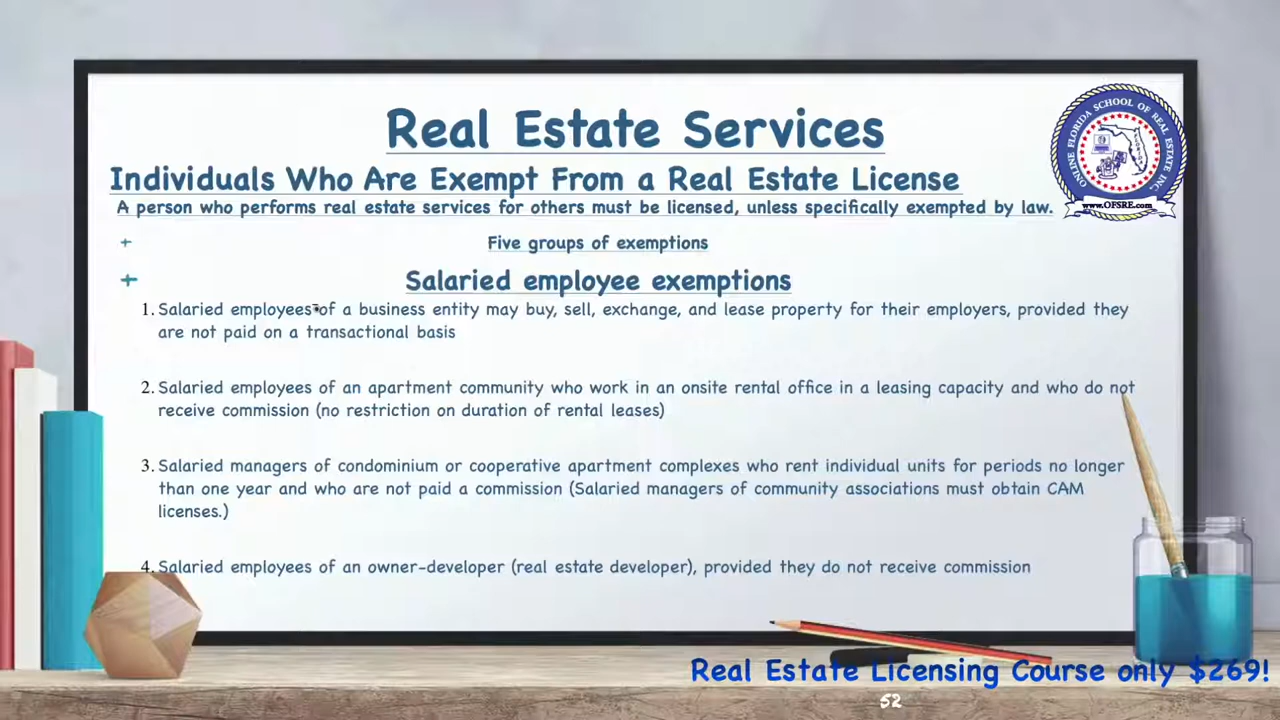 Real Estate Services
Individuals Who Are Exempt From a Real Estate License
A person who performs real estate services for others must be licensed, unless specifically exempted by law.
+ Five groups of exemptions
+ Salaried employee exemptions
1. Salaried employees of a business entity may buy, sell, exchange, and lease property for their employers, provided they
are not paid on a transactional basis
2. Salaried employees of an apartment community who work in an onsite rental office in a leasing capacity and who do not
receive commission (no restriction on duration of rental leases)
3. Salaried managers of condominium or cooperative apartment complexes who rent individual units for periods no longer
than one year and who are not paid a commission (Salaried managers of community associations must obtain CAM
licenses.)
4. Salaried employees of an owner-developer (real estate developer), provided they do not receive commission
ONLINE FLORIDA SCHOOL OF REAL ESTATE INC.
www.OFSRE.com
Real Estate Licensing Course only $269!
52